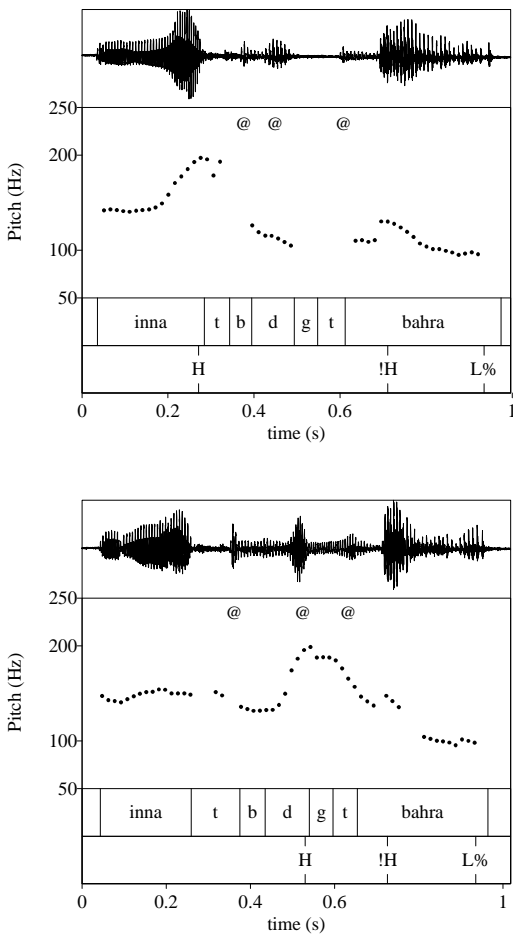 250
@ @ @
200
Pitch (Hz)
100
50
inna t b d g t bahra
H !H L%
0 0.2 0.4 0.6 1
time (s)
250
@ @ @
200
Pitch (Hz)
100
50
inna t b d g t bahra
H !H L%
0 0.2 0.4 0.6 0.8 1
time (s)